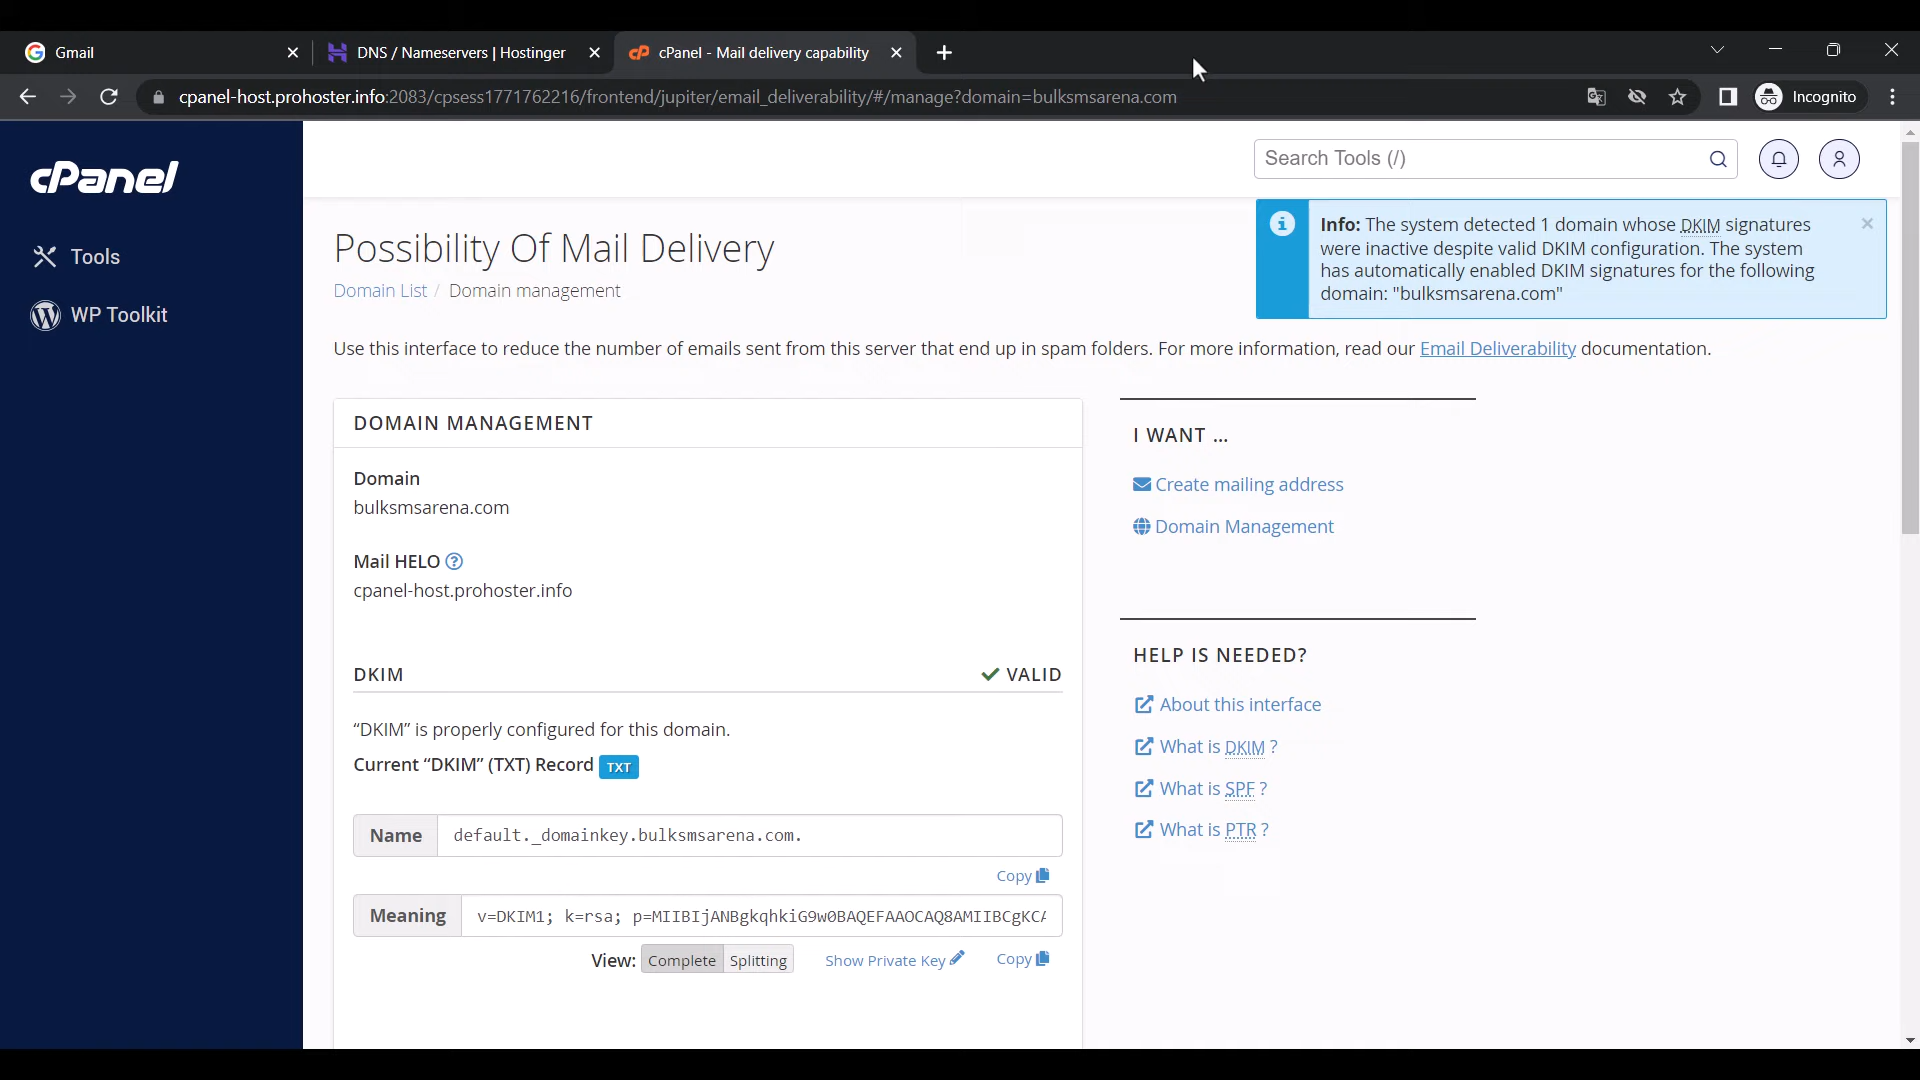 Gmail
DNS / Nameservers | Hostinger
cPanel - Mail delivery capability
cpanel-host.prohoster.info:2083/cpsess1771762216/frontend/jupiter/email_deliverability/#/manage?domain=bulksmsarena.com
Incognito
cPanel
Search Tools (/)
Tools
WP Toolkit
Possibility Of Mail Delivery
Domain List / Domain management
Info: The system detected 1 domain whose DKIM signatures
were inactive despite valid DKIM configuration. The system
has automatically enabled DKIM signatures for the following
domain: "bulksmsarena.com"
Use this interface to reduce the number of emails sent from this server that end up in spam folders. For more information, read our Email Deliverability documentation.
DOMAIN MANAGEMENT
Domain
bulksmsarena.com
Mail HELO
cpanel-host.prohoster.info
DKIM
VALID
“DKIM” is properly configured for this domain.
Current “DKIM” (TXT) Record TXT
Name default._domainkey.bulksmsarena.com.
Copy
Meaning v=DKIM1; k=rsa; p=MIIBIjANBgkqhkiG9w0BAQEFAAOCAQ8AMIIBCgKCA
View: Complete Splitting Show Private Key Copy
I WANT ...
Create mailing address
Domain Management
HELP IS NEEDED?
About this interface
What is DKIM ?
What is SPF ?
What is PTR ?